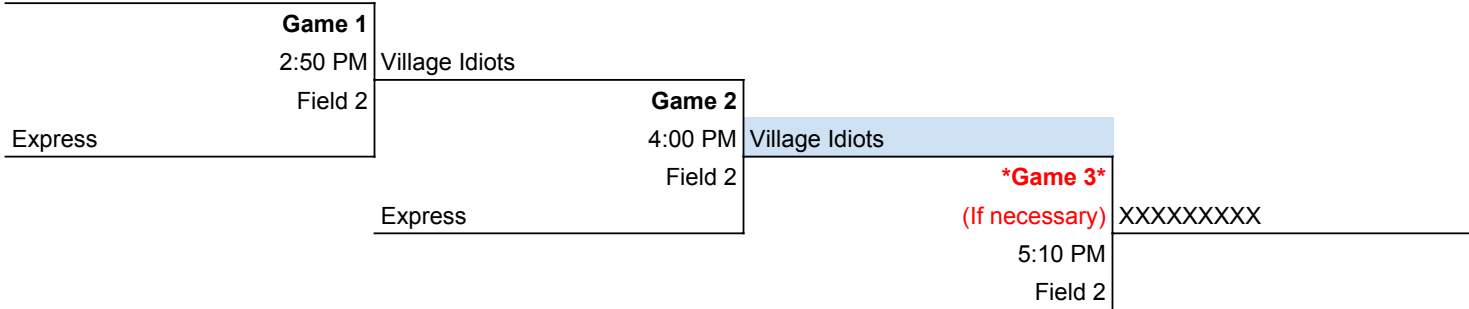 Game 1
2:50 PM Village Idiots
Field 2 Game 2
Express 4:00 PM Village Idiots
Field 2 *Game 3*
Express (If necessary) XXXXXXXXX
5:10 PM
Field 2